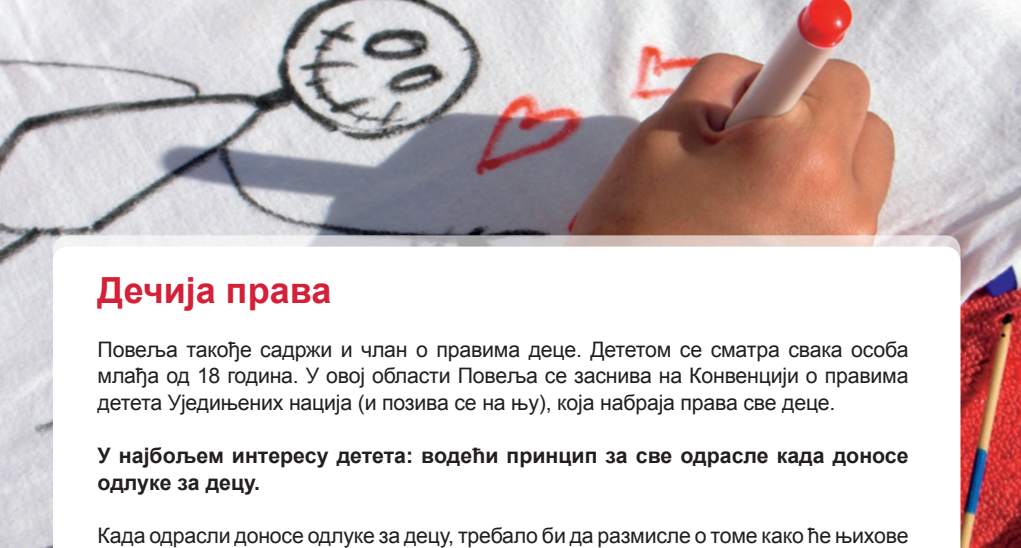 Дечија права
Повеља такође садржи и члан о правима деце. Дететом се сматра свака особа
млађа од 18 година. У овој области Повеља се заснива на Конвенцији о правима
детета Уједињених нација (и позива се на њу), која набраја права све деце.
У најбољем интересу детета: водећи принцип за све одрасле када доносе
одлуке за децу.
Када одрасли доносе одлуке за децу, требало би да размисле о томе како ће њихове